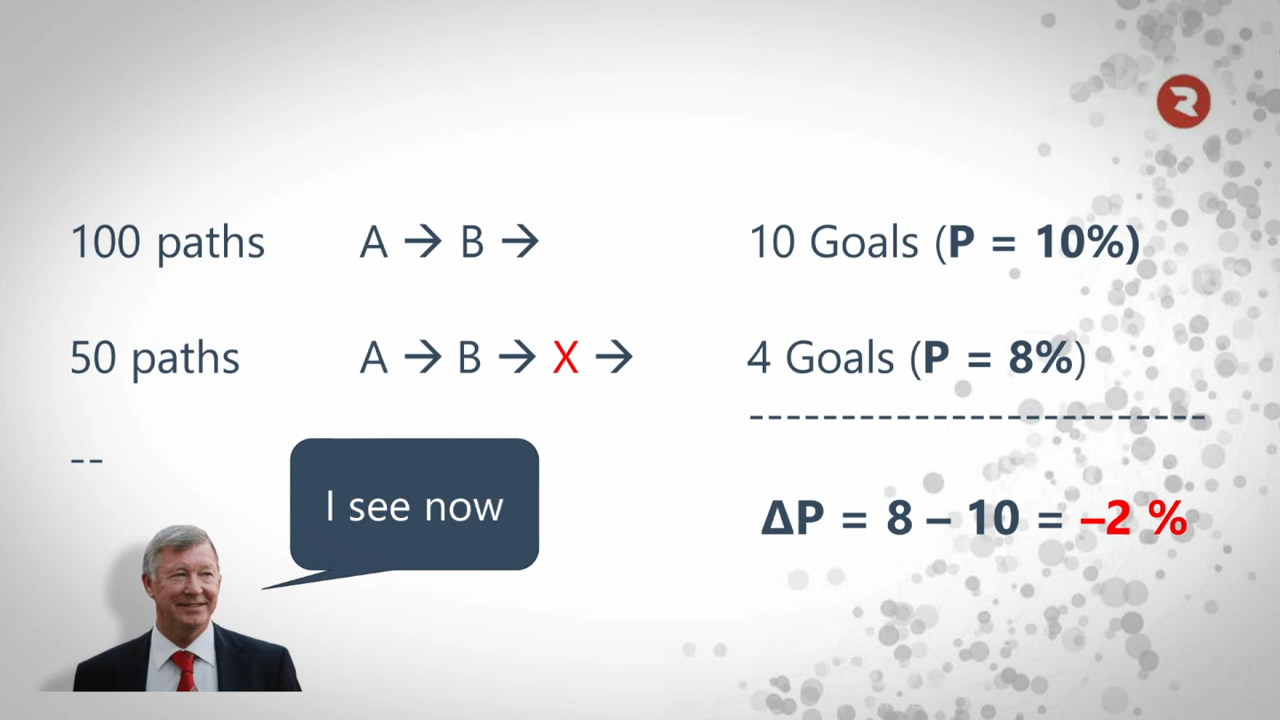 100 paths A → B → 10 Goals (P = 10%)
50 paths A → B → X → 4 Goals (P = 8%)
--------------------------
--
I see now
ΔP = 8 – 10 = –2 %